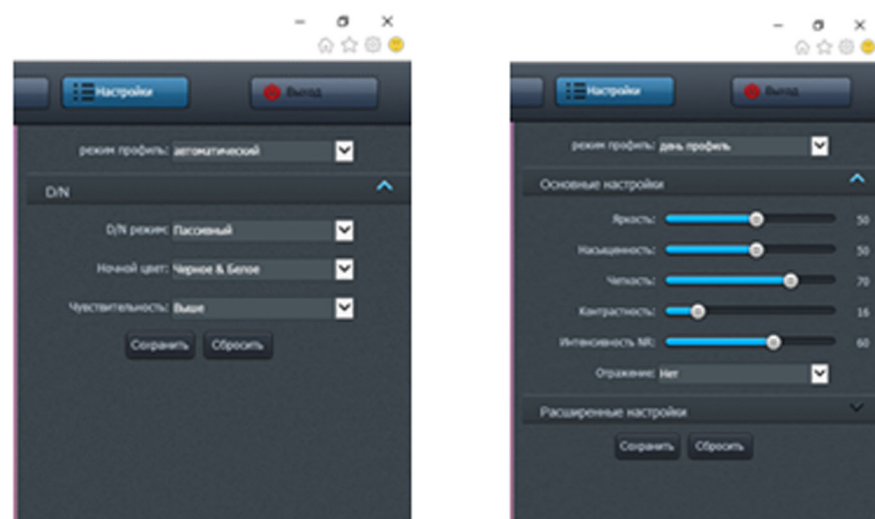 Настройки
Выход
режим профиль: автоматический
D/N
D/N режим: Пассивный
Ночной цвет: Черное & Белое
Чувствительность: Выше
Сохранить Сбросить
Настройки
Выход
режим профиль: день профиль
Основные настройки
Яркость: 50
Насыщенность: 50
Четкость: 70
Контрастность: 16
Интенсивность NR: 60
Отражение: Нет
Расширенные настройки
Сохранить Сбросить